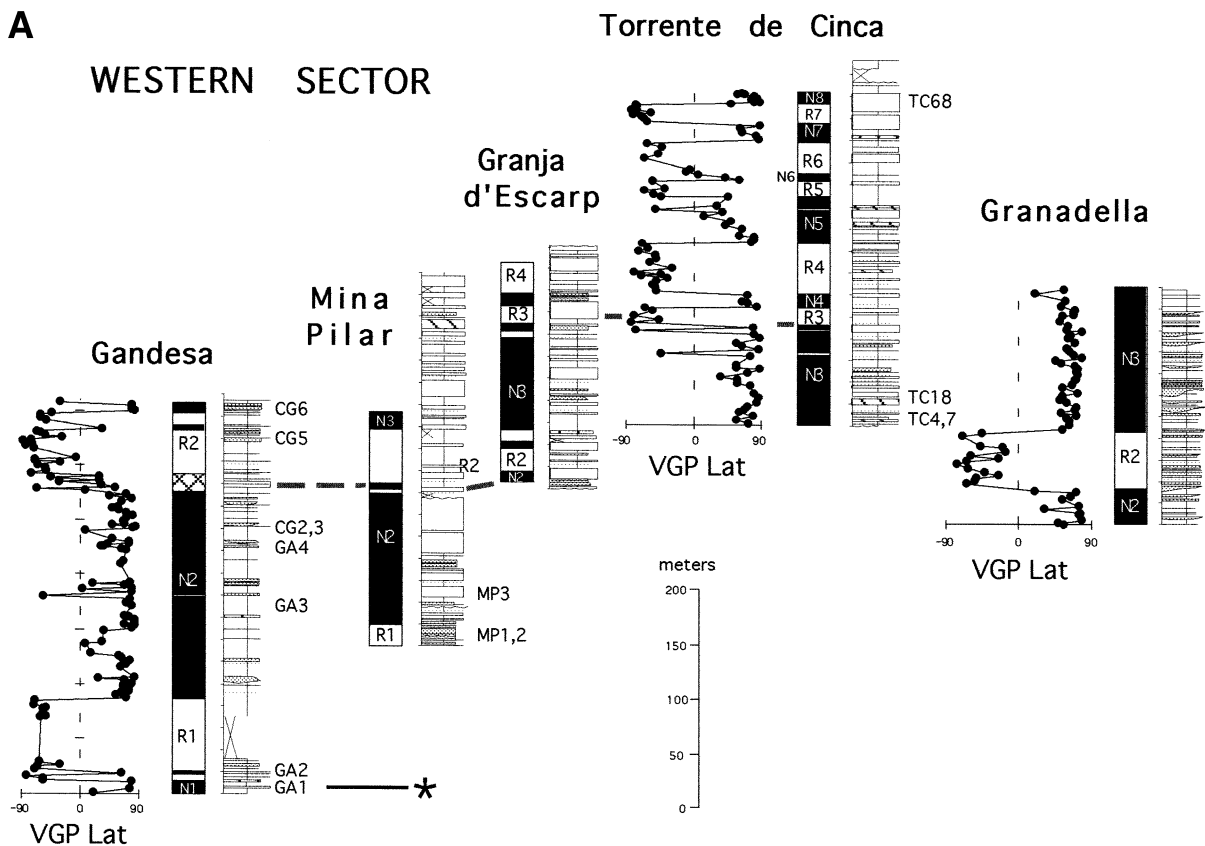 A
WESTERN SECTOR
Torrente de Cinca
N8
R7
N7
R6
N6
R5
N5
R4
N4
R3
N3
TC68
TC18
TC4,7
-90 0 90
VGP Lat
Granja
d'Escarp
R4
R3
N3
R2
N2
Mina
Pilar
N3
R2
N2
R1
MP3
MP1,2
Gandesa
R2
N2
R1
N1
CG6
CG5
CG2,3
GA4
GA3
GA2
GA1
*
-90 0 90
VGP Lat
Granadella
N3
R2
N2
-90 0 90
VGP Lat
meters
200
150
100
50
0